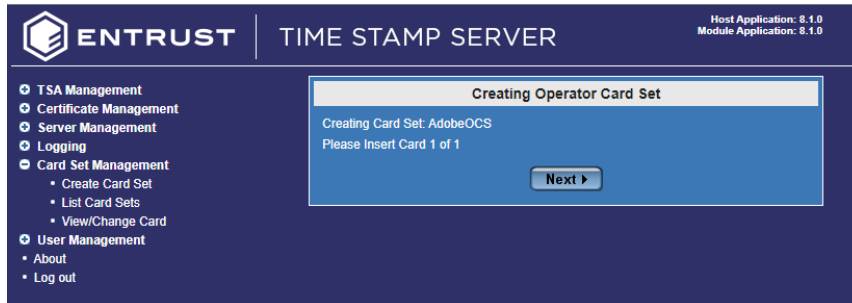 ENTRUST
TIME STAMP SERVER
Host Application: 8.1.0
Module Application: 8.1.0
TSA Management
Certificate Management
Server Management
Logging
Card Set Management
Create Card Set
List Card Sets
View/Change Card
User Management
About
Log out
Creating Operator Card Set
Creating Card Set: AdobeOCS
Please Insert Card 1 of 1
Next